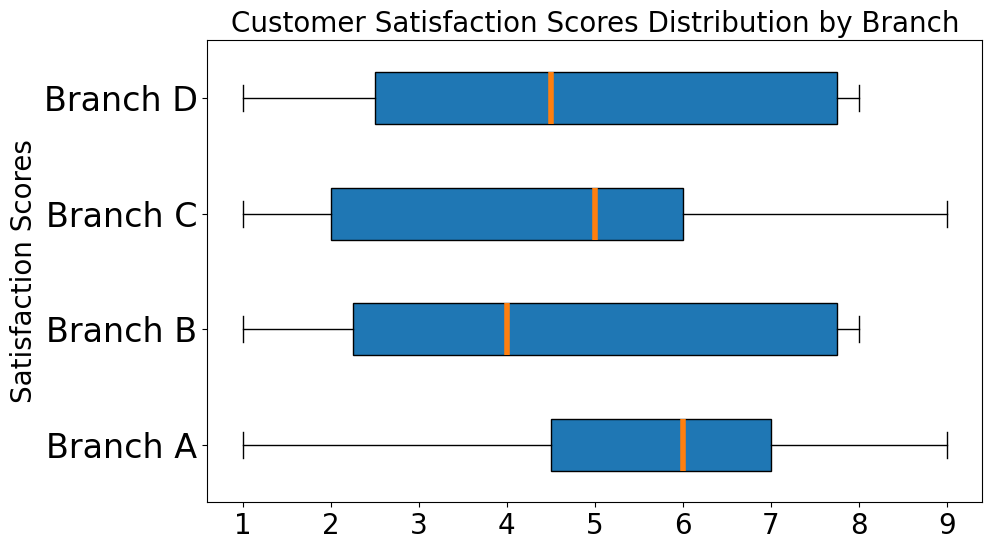 Customer Satisfaction Scores Distribution by Branch
Satisfaction Scores
Branch D
Branch C
Branch B
Branch A
1 2 3 4 5 6 7 8 9